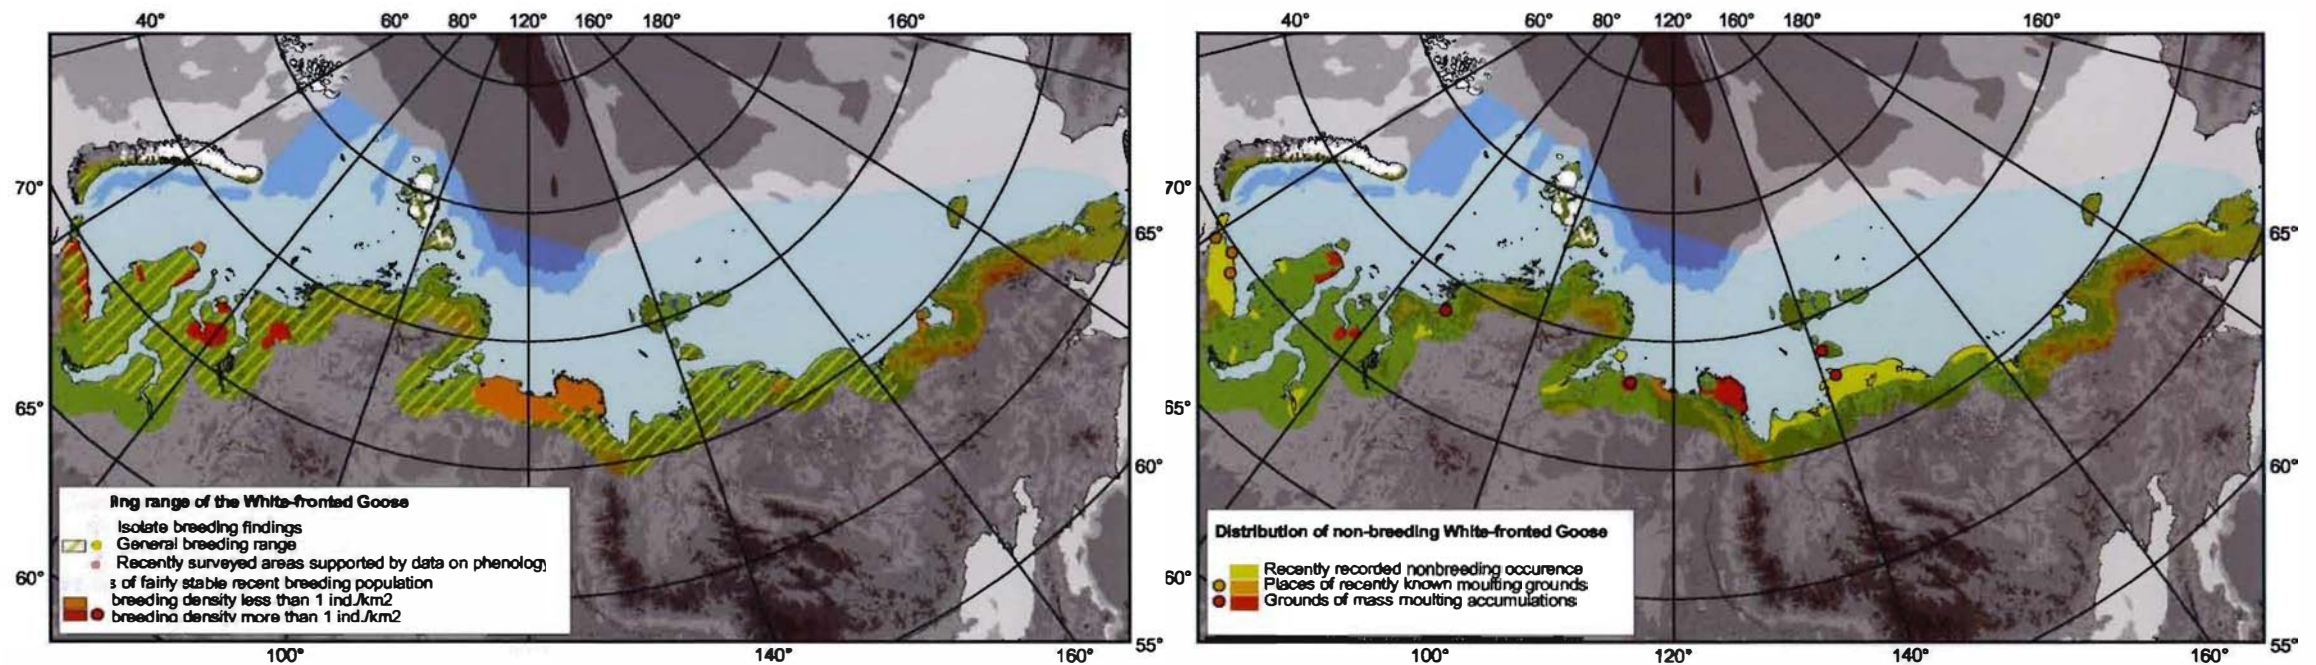 40° 60° 80° 120° 160° 180° 160°
70°
65°
60°
65°
60°
55°
100° 140° 160°
ing range of the White-fronted Goose
Isolate breeding findings
General breeding range
Recently surveyed areas supported by data on phenology
s of fairly stable recent breeding population
breeding density less than 1 ind./km2
breeding density more than 1 ind./km2
40° 60° 80° 120° 160° 180° 160°
70°
65°
60°
65°
60°
55°
100° 120° 140° 160°
Distribution of non-breeding White-fronted Goose
Recently recorded nonbreeding occurence
Places of recently known moulting grounds
Grounds of mass moulting accumulations